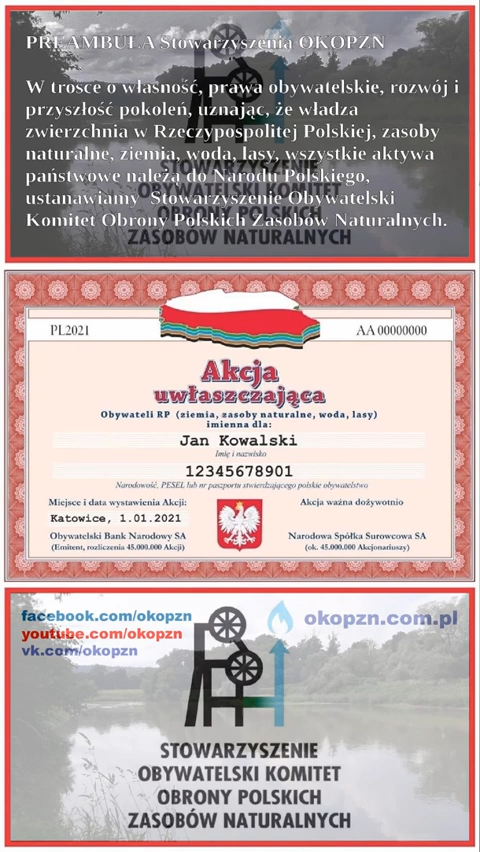 PREAMBUŁA Stowarzyszenia OKOPZN
W trosce o własność, prawa obywatelskie, rozwój i
przyszłość pokoleń, uznając, że władza
zwierzchnia w Rzeczypospolitej Polskiej, zasoby
naturalne, ziemia, woda, lasy, wszystkie aktywa
państwowe należą do Narodu Polskiego,
ustanawiamy Stowarzyszenie Obywatelski
Komitet Obrony Polskich Zasobów Naturalnych.
STOWARZYSZENIE
OBYWATELSKI KOMITET
OBRONY POLSKICH
ZASOBÓW NATURALNYCH
PL2021
AA 00000000
Akcja
uwłaszczająca
Obywateli RP (ziemia, zasoby naturalne, woda, lasy)
imienna dla:
Jan Kowalski
Imię i nazwisko
12345678901
Narodowość, PESEL lub nr paszportu stwierdzającego polskie obywatelstwo
Miejsce i data wystawienia Akcji:
Akcja ważna dożywotnio
Katowice, 1.01.2021
Obywatelski Bank Narodowy SA
(Emitent, rozliczenia 45.000.000 Akcji)
Narodowa Spółka Surowcowa SA
(ok. 45.000.000 Akcjonariuszy)
facebook.com/okopzn
youtube.com/okopzn
vk.com/okopzn
okopzn.com.pl
STOWARZYSZENIE
OBYWATELSKI KOMITET
OBRONY POLSKICH
ZASOBÓW NATURALNYCH